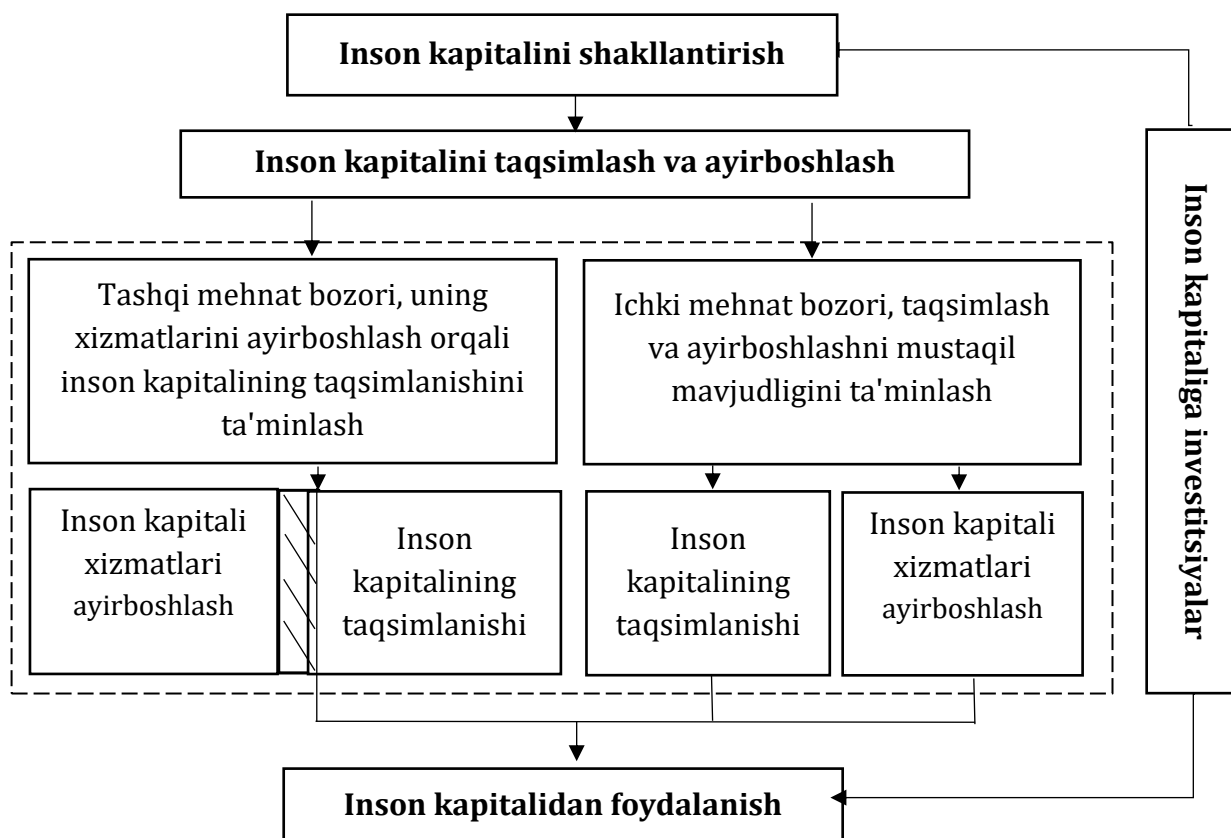 Inson kapitalini shakllantirish
Inson kapitalini taqsimlash va ayirboshlash
Tashqi mehnat bozori, uning
xizmatlarini ayirboshlash orqali
inson kapitalining taqsimlanishini
ta'minlash
Ichki mehnat bozori, taqsimlash
va ayirboshlashni mustaqil
mavjudligini ta'minlash
Inson kapitali
xizmatlari
ayirboshlash
Inson
kapitalining
taqsimlanishi
Inson
kapitalining
taqsimlanishi
Inson kapitali
xizmatlari
ayirboshlash
Inson kapitalidan foydalanish
Inson kapitaliga investitsiyalar